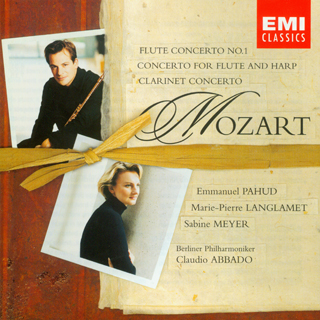 EMI
CLASSICS
FLUTE CONCERTO NO.1
CONCERTO FOR FLUTE AND HARP
CLARINET CONCERTO
MOZART
Emmanuel PAHUD
Marie-Pierre LANGLAMET
Sabine MEYER
Berliner Philharmoniker
Claudio ABBADO